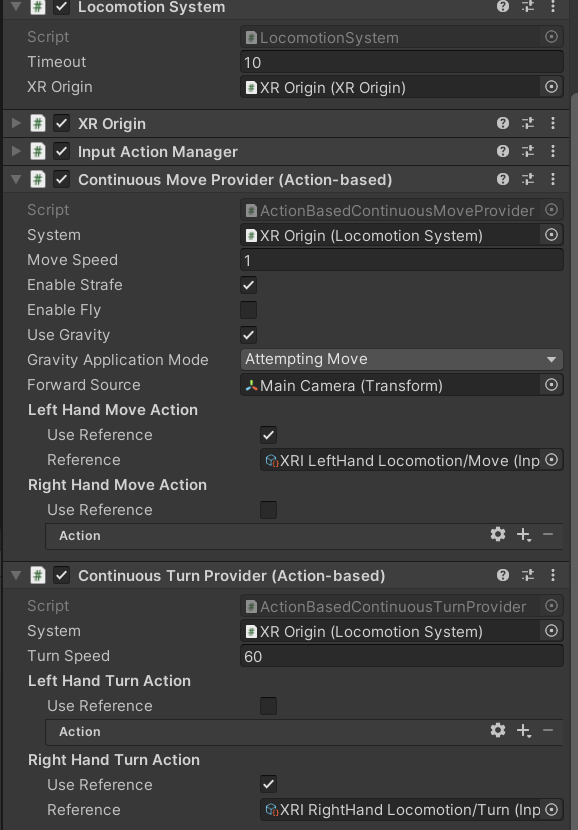 Locomotion System
Script LocomotionSystem
Timeout 10
XR Origin XR Origin (XR Origin)
XR Origin
Input Action Manager
Continuous Move Provider (Action-based)
Script ActionBasedContinuousMoveProvider
System XR Origin (Locomotion System)
Move Speed 1
Enable Strafe
Enable Fly
Use Gravity
Gravity Application Mode Attempting Move
Forward Source Main Camera (Transform)
Left Hand Move Action
Use Reference
Reference XRI LeftHand Locomotion/Move (Inp
Right Hand Move Action
Use Reference
Action
Continuous Turn Provider (Action-based)
Script ActionBasedContinuousTurnProvider
System XR Origin (Locomotion System)
Turn Speed 60
Left Hand Turn Action
Use Reference
Action
Right Hand Turn Action
Use Reference
Reference XRI RightHand Locomotion/Turn (Inp